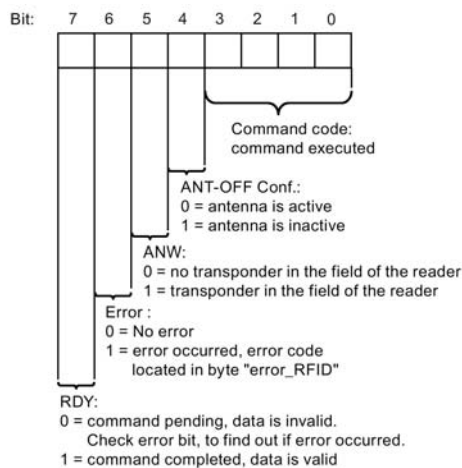 Bit: 7 6 5 4 3 2 1 0
Command code:
command executed
ANT-OFF Conf.:
0 = antenna is active
1 = antenna is inactive
ANW:
0 = no transponder in the field of the reader
1 = transponder in the field of the reader
Error :
0 = No error
1 = error occurred, error code
located in byte "error_RFID"
RDY:
0 = command pending, data is invalid.
Check error bit, to find out if error occurred.
1 = command completed, data is valid